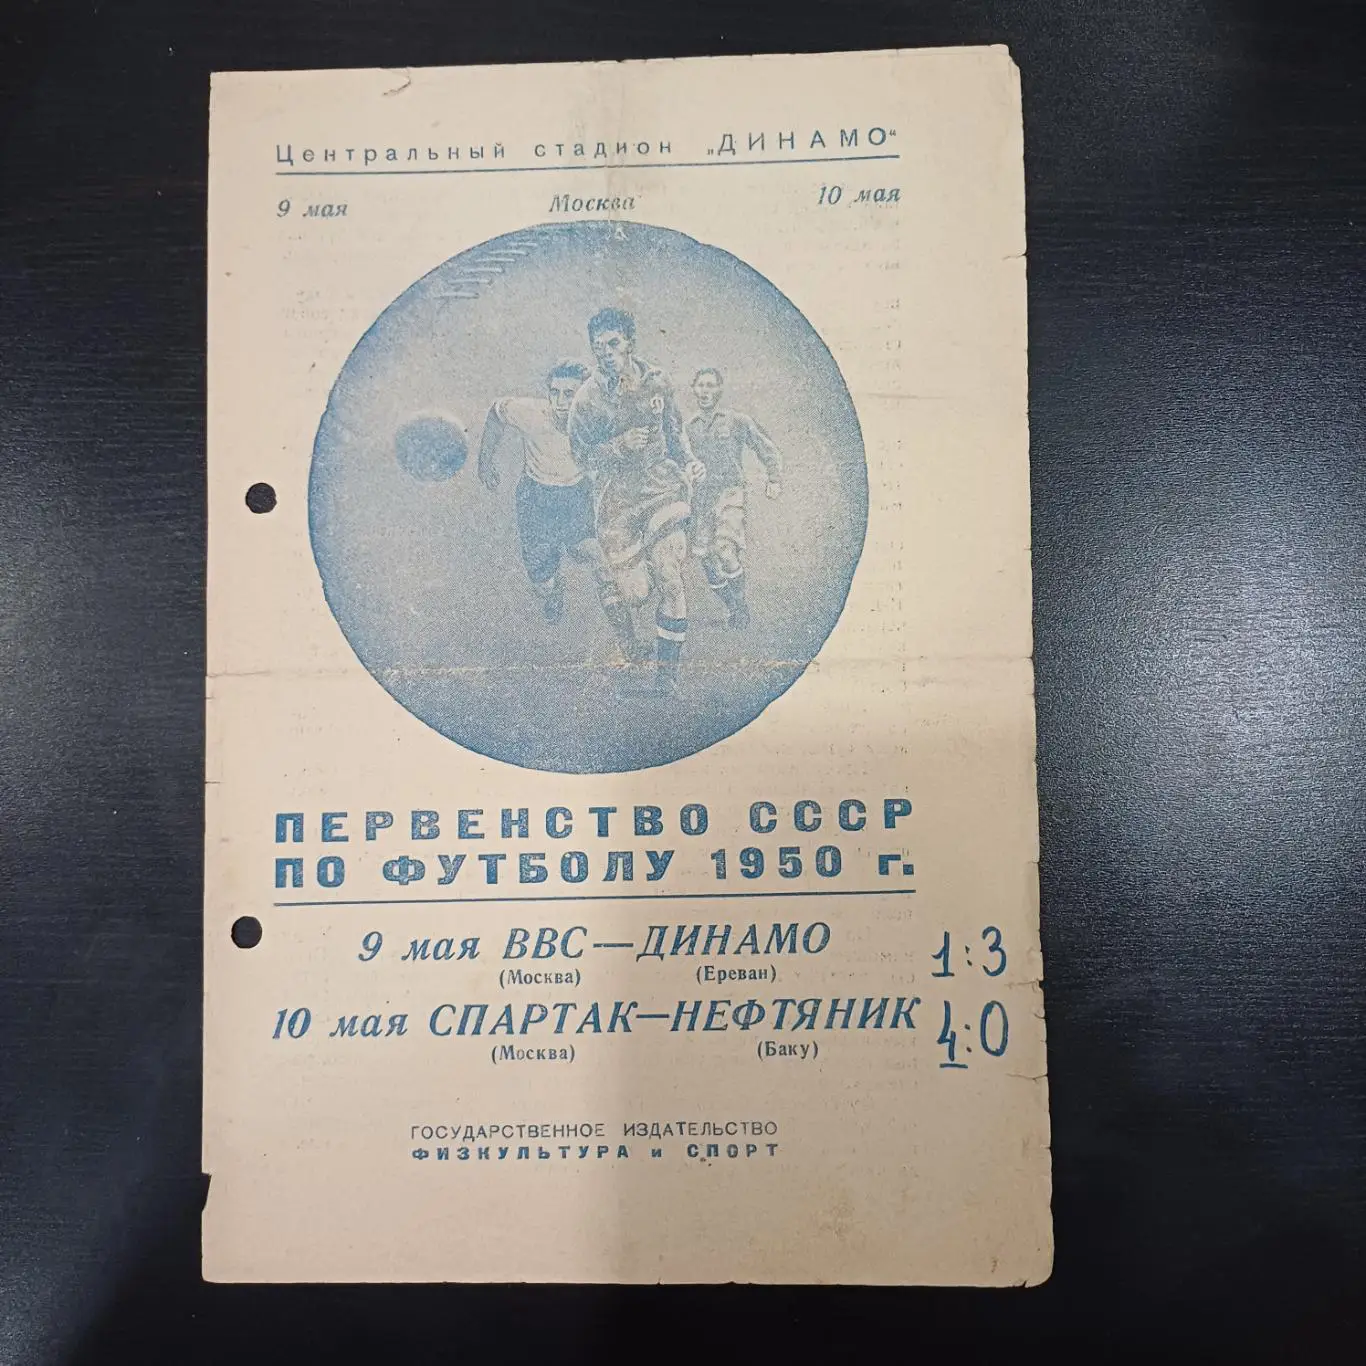 Центральный стадион „ДИНАМО“
9 мая Москва 10 мая
ПЕРВЕНСТВО СССР
ПО ФУТБОЛУ 1950 г.
9 мая ВВС—ДИНАМО 1:3
(Москва) (Ереван)
10 мая СПАРТАК—НЕФТЯНИК 4:0
(Москва) (Баку)
ГОСУДАРСТВЕННОЕ ИЗДАТЕЛЬСТВО
ФИЗКУЛЬТУРА и СПОРТ